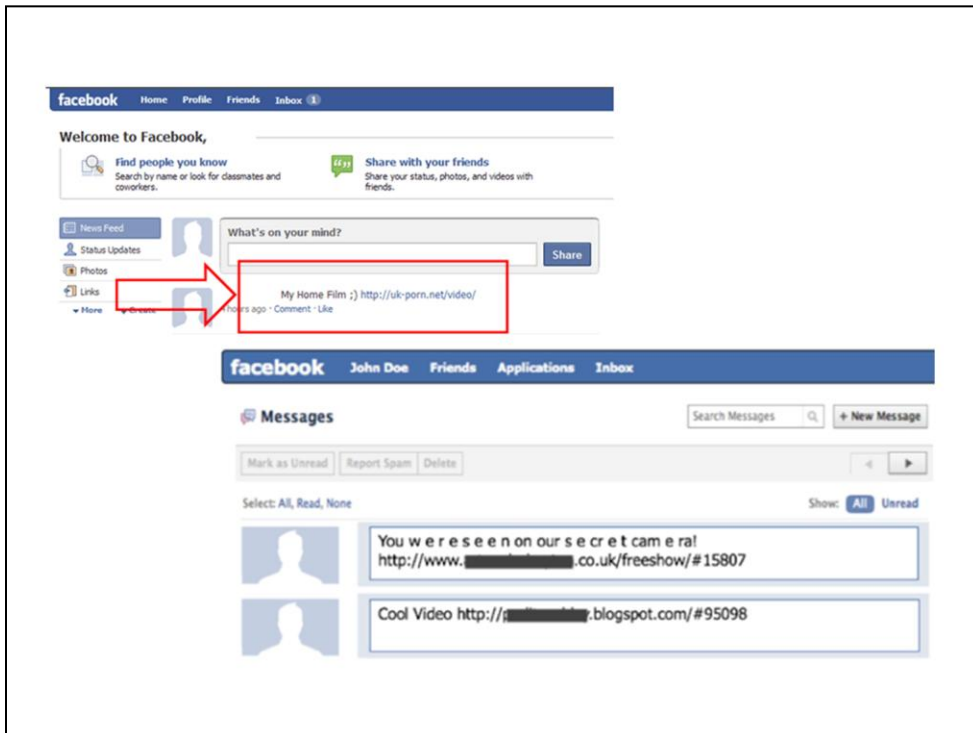 facebook Home Profile Friends Inbox 1
Welcome to Facebook,
Find people you know
Search by name or look for classmates and
coworkers.
Share with your friends
Share your status, photos, and videos with
friends.
News Feed
Status Updates
Photos
Links
More Create
What's on your mind?
Share
My Home Film ;) http://uk-porn.net/video/
hours ago · Comment · Like
facebook John Doe Friends Applications Inbox
Messages
Search Messages
+ New Message
Mark as Unread Report Spam Delete
Select: All, Read, None
Show: All Unread
You w e r e s e e n on our s e cr e t cam e ra!
http://www. .co.uk/freeshow/#15807
Cool Video http:// .blogspot.com/#95098